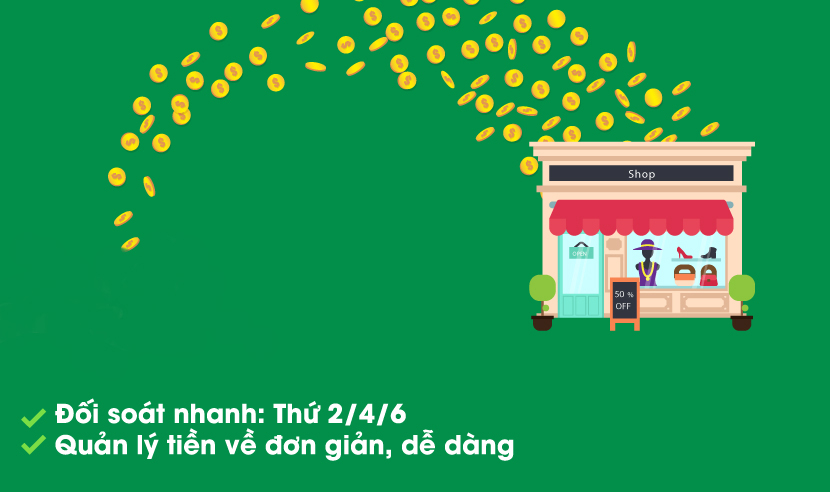 Shop
OPEN
50 %
OFF
Đối soát nhanh: Thứ 2/4/6
Quản lý tiền về đơn giản, dễ dàng